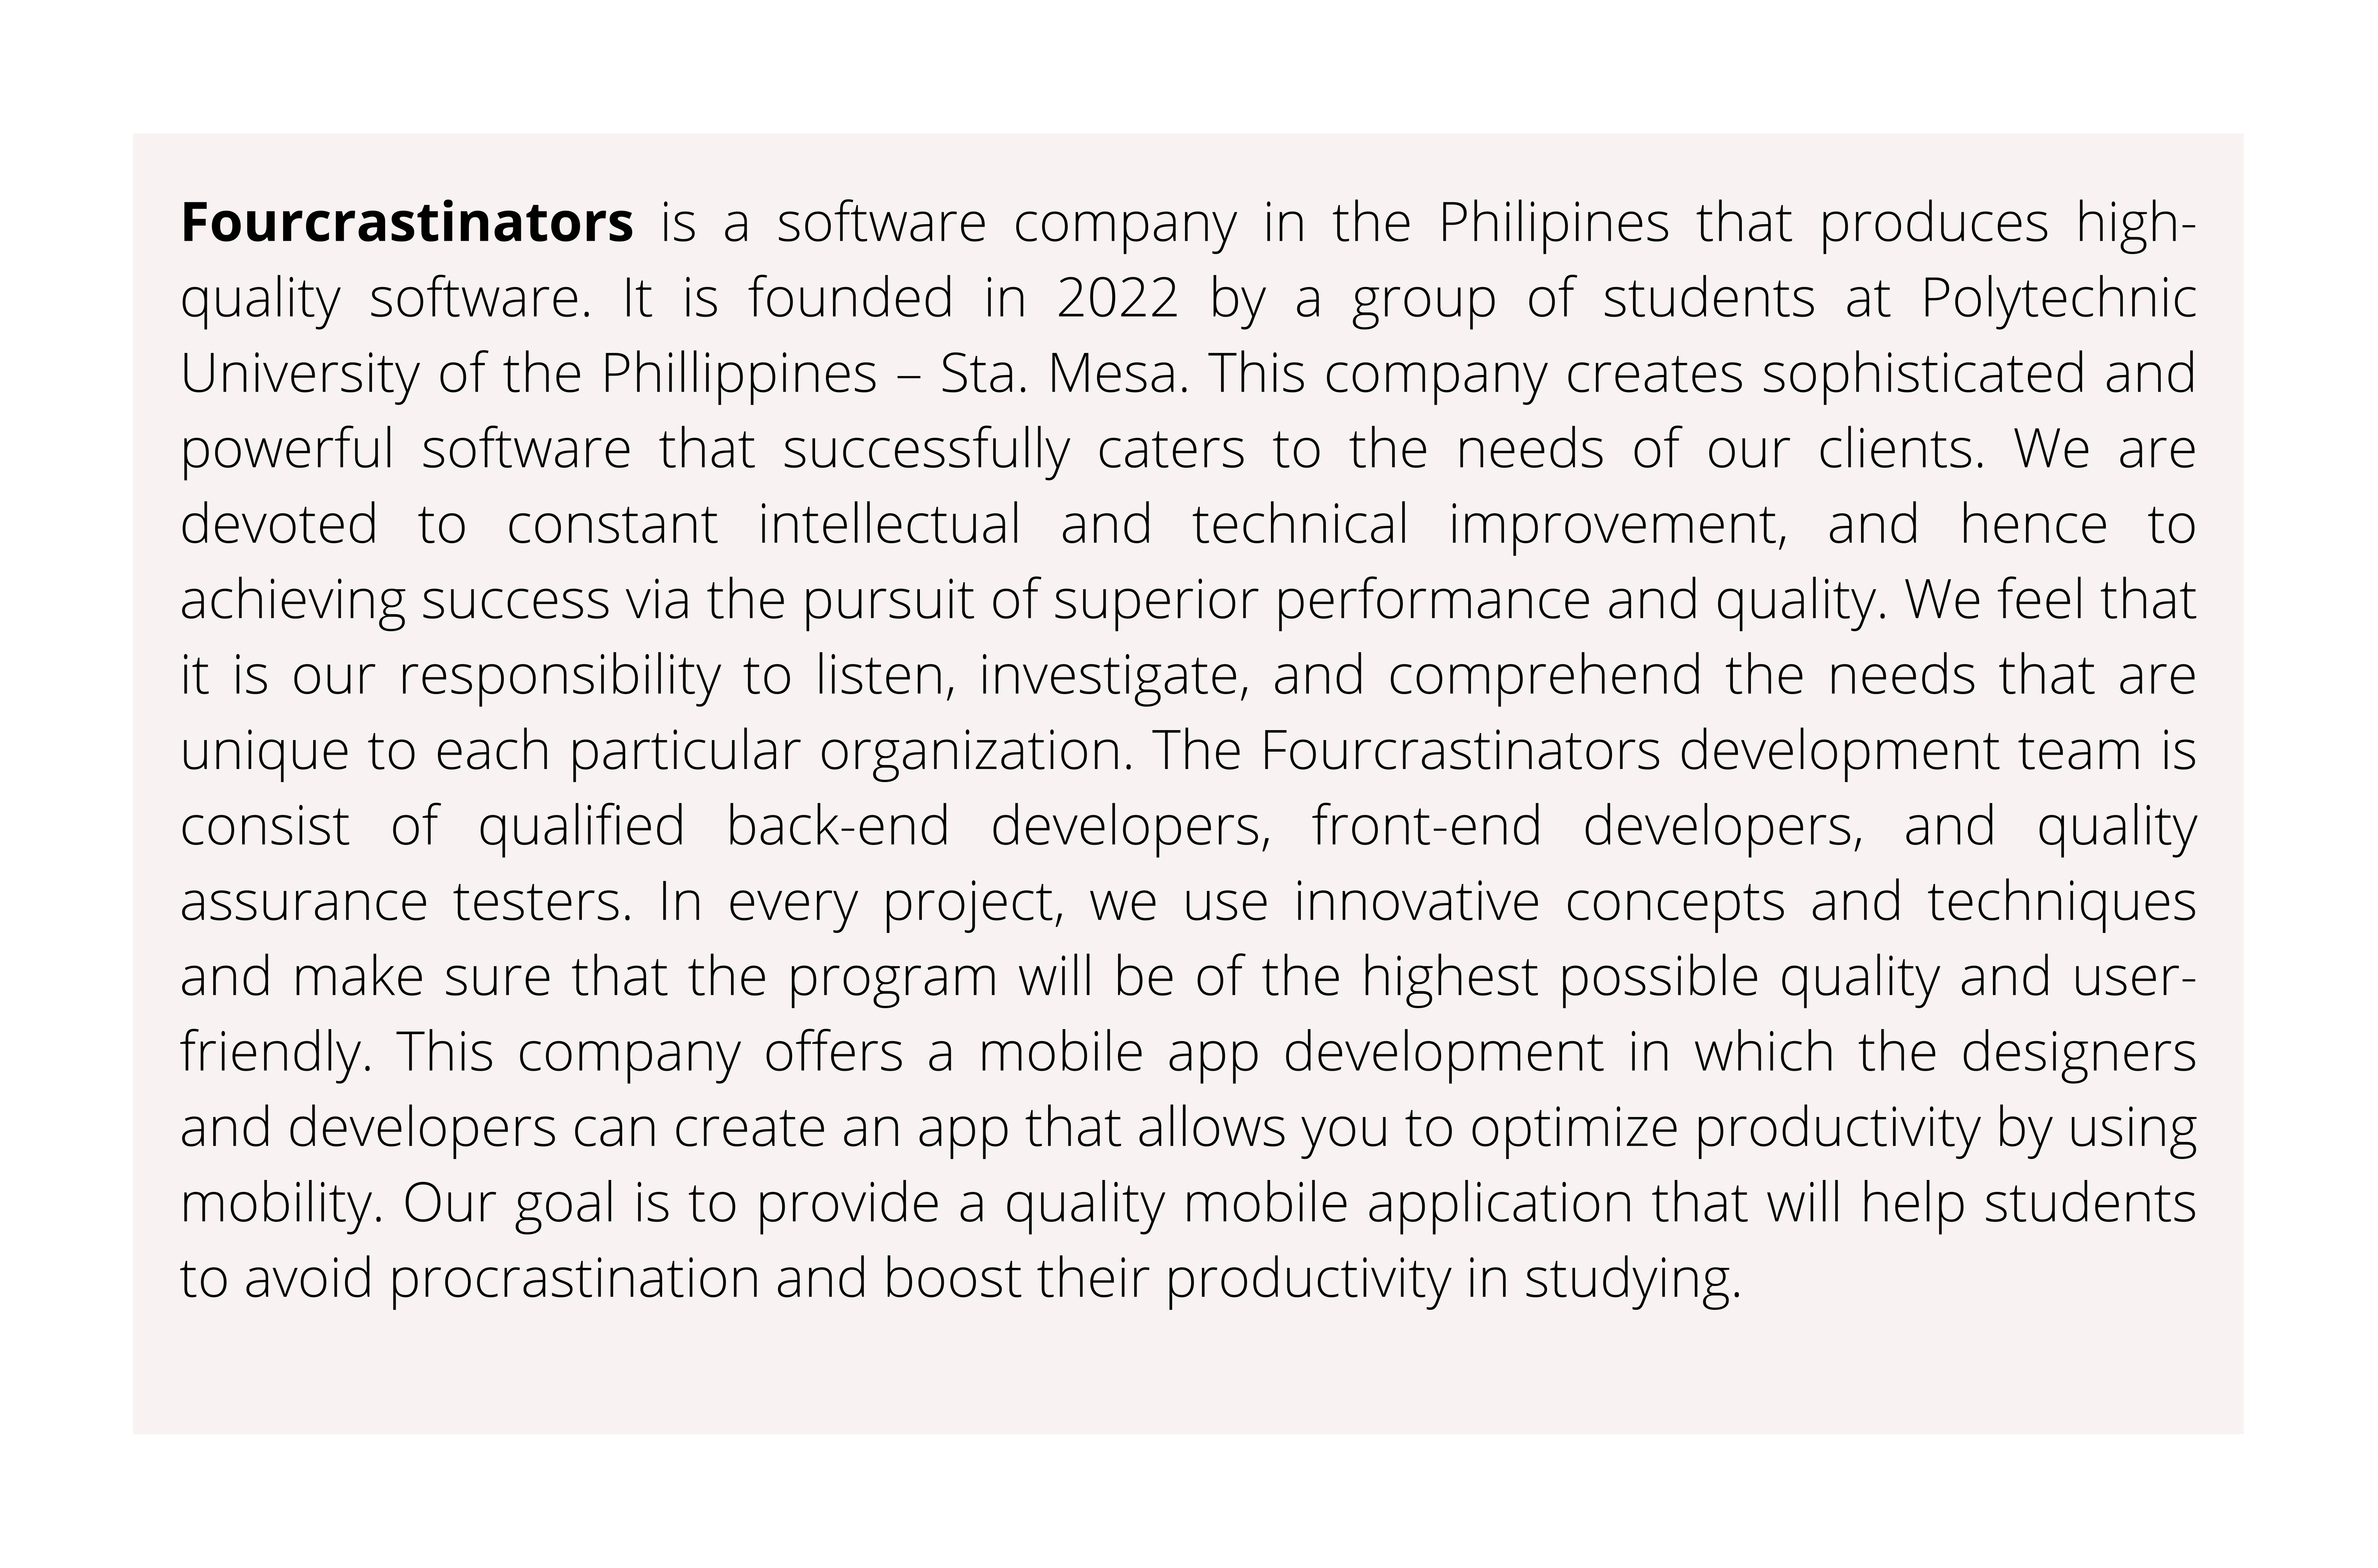 Fourcrastinators is a software company in the Philipines that produces high-
quality software. It is founded in 2022 by a group of students at Polytechnic
University of the Phillippines – Sta. Mesa. This company creates sophisticated and
powerful software that successfully caters to the needs of our clients. We are
devoted to constant intellectual and technical improvement, and hence to
achieving success via the pursuit of superior performance and quality. We feel that
it is our responsibility to listen, investigate, and comprehend the needs that are
unique to each particular organization. The Fourcrastinators development team is
consist of qualified back-end developers, front-end developers, and quality
assurance testers. In every project, we use innovative concepts and techniques
and make sure that the program will be of the highest possible quality and user-
friendly. This company offers a mobile app development in which the designers
and developers can create an app that allows you to optimize productivity by using
mobility. Our goal is to provide a quality mobile application that will help students
to avoid procrastination and boost their productivity in studying.